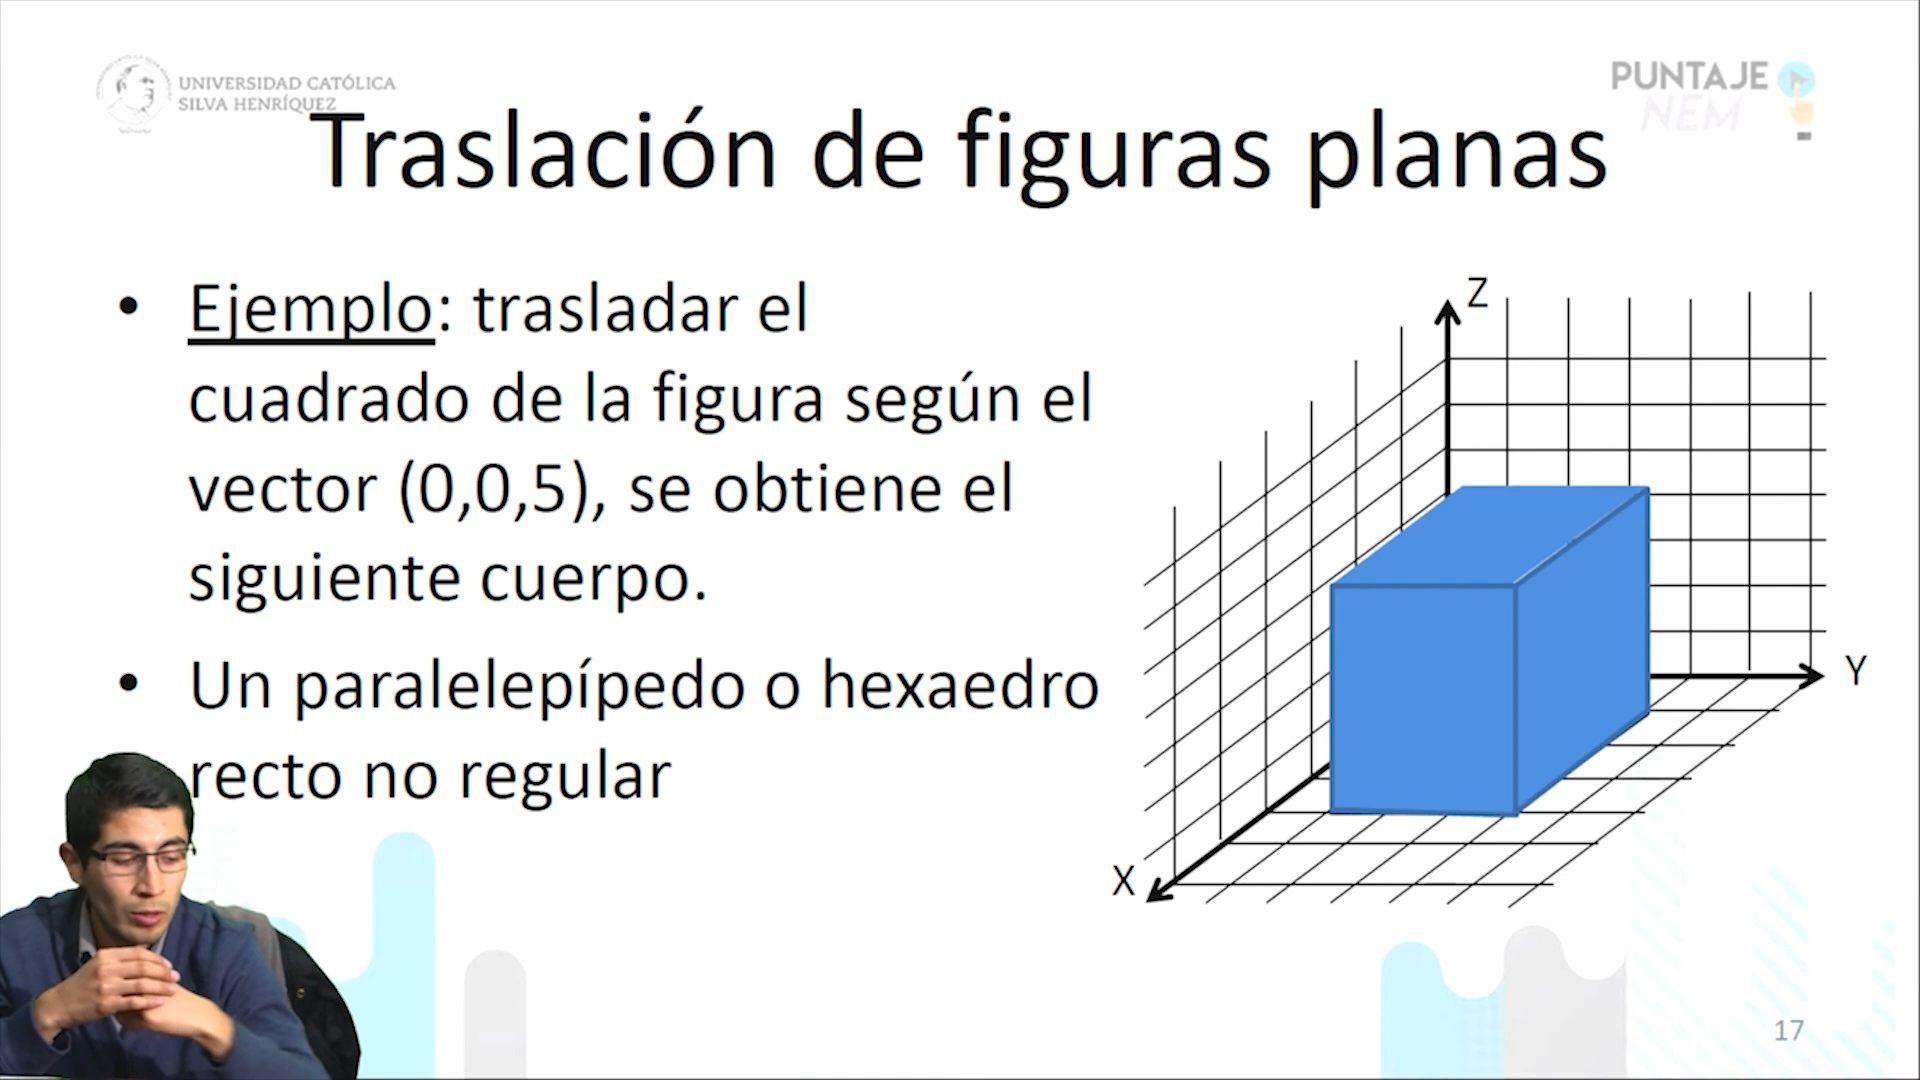 UNIVERSIDAD CATÓLICA
SILVA HENRÍQUEZ
PUNTAJE
NEM
Traslación de figuras planas
• Ejemplo: trasladar el
cuadrado de la figura según el
vector (0,0,5), se obtiene el
siguiente cuerpo.
• Un paralelepípedo o hexaedro
recto no regular
Z
Y
X
17